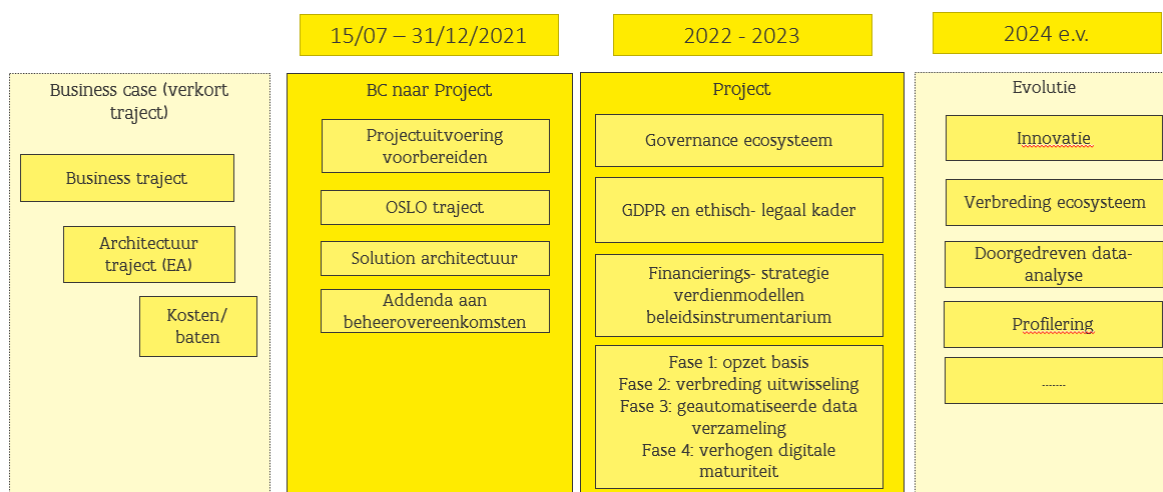 15/07 – 31/12/2021
2022 - 2023
2024 e.v.
Business case (verkort
traject)
Business traject
Architectuur
traject (EA)
Kosten/
baten
BC naar Project
Projectuitvoering
voorbereiden
OSLO traject
Solution architectuur
Addenda aan
beheerovereenkomsten
Project
Governance ecosysteem
GDPR en ethisch- legaal kader
Financierings- strategie
verdienmodellen
beleidsinstrumentarium
Fase 1: opzet basis
Fase 2: verbreding uitwisseling
Fase 3: geautomatiseerde data
verzameling
Fase 4: verhogen digitale
maturiteit
Evolutie
Innovatie
Verbreding ecosysteem
Doorgedreven data-
analyse
Profilering
.......